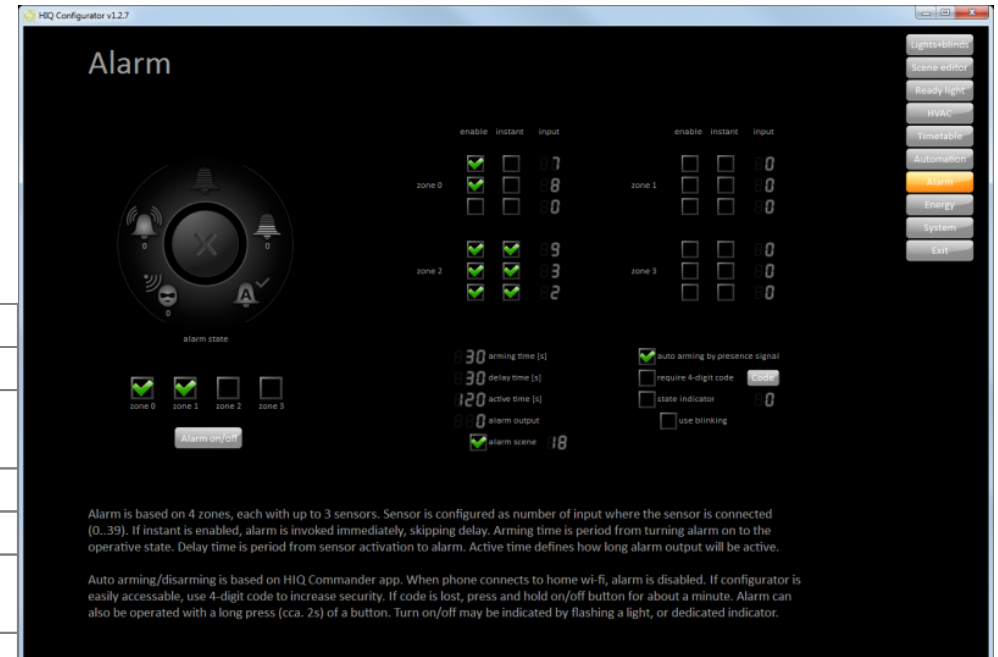 HIQ Configurator v1.2.7
Alarm
Lights+blinds
Scene editor
Ready light
HVAC
Timetable
Automation
Alarm
Energy
System
Exit
enable instant input
enable instant input
zone 0
7
8
0
zone 1
0
0
0
zone 2
9
3
2
zone 3
0
0
0
0
0
0
A
0
alarm state
zone 0 zone 1 zone 2 zone 3
Alarm on/off
30 arming time [s]
30 delay time [s]
120 active time [s]
0 alarm output
alarm scene 18
auto arming by presence signal
require 4-digit code Code
state indicator 0
use blinking
Alarm is based on 4 zones, each with up to 3 sensors. Sensor is configured as number of input where the sensor is connected
(0..39). If instant is enabled, alarm is invoked immediately, skipping delay. Arming time is period from turning alarm on to the
operative state. Delay time is period from sensor activation to alarm. Active time defines how long alarm output will be active.
Auto arming/disarming is based on HIQ Commander app. When phone connects to home wi-fi, alarm is disabled. If configurator is
easily accessable, use 4-digit code to increase security. If code is lost, press and hold on/off button for about a minute. Alarm can
also be operated with a long press (cca. 2s) of a button. Turn on/off may be indicated by flashing a light, or dedicated indicator.